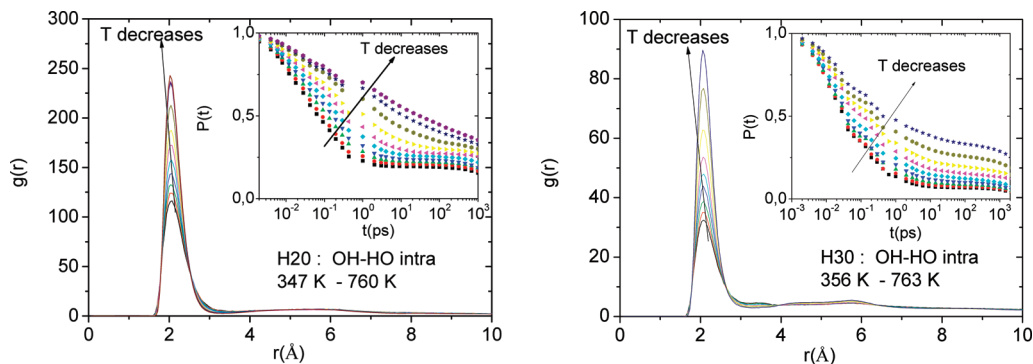 300
250
200
150
100
50
0
g(r)
T decreases
1,0
0,5
0,0
P(t)
T decreases
10⁻² 10⁻¹ 10⁰ 10¹ 10² 10³
t(ps)
H20 : OH-HO intra
347 K - 760 K
0 2 4 6 8 10
r(Å)
100
80
60
40
20
0
g(r)
T decreases
1,0
0,5
0,0
P(t)
T decreases
10⁻³ 10⁻² 10⁻¹ 10⁰ 10¹ 10² 10³
t(ps)
H30 : OH-HO intra
356 K - 763 K
0 2 4 6 8 10
r(Å)